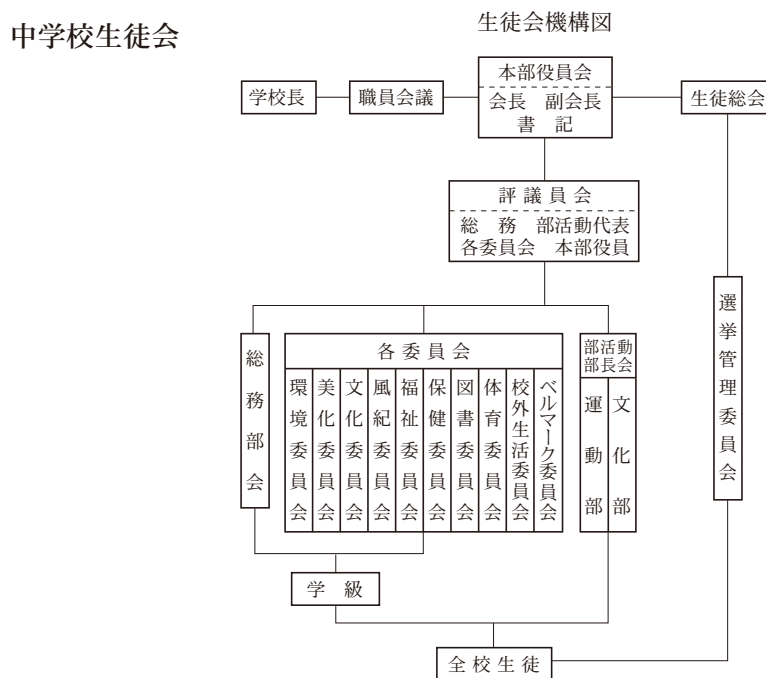 中学校生徒会
生徒会機構図
学校長
職員会議
本部役員会
会長 副会長
書記
生徒総会
評議員会
総務 部活動代表
各委員会 本部役員
総務部会
各委員会
環境委員会
美化委員会
文化委員会
風紀委員会
福祉委員会
保健委員会
図書委員会
体育委員会
校外生活委員会
ベルマーク委員会
部活動
部長会
運動部
文化部
選挙管理委員会
学級
全校生徒